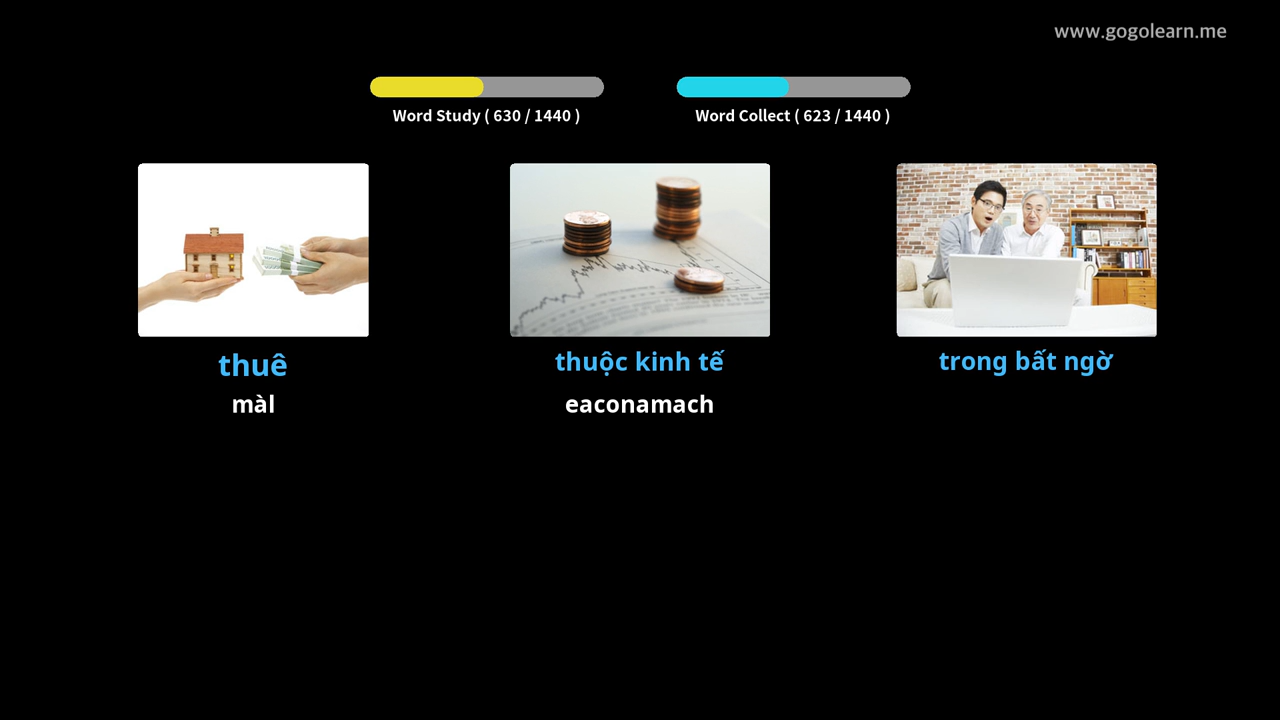 www.gogolearn.me
Word Study ( 630 / 1440 )
Word Collect ( 623 / 1440 )
thuê
thuộc kinh tế
trong bất ngờ
màl
eaconamach